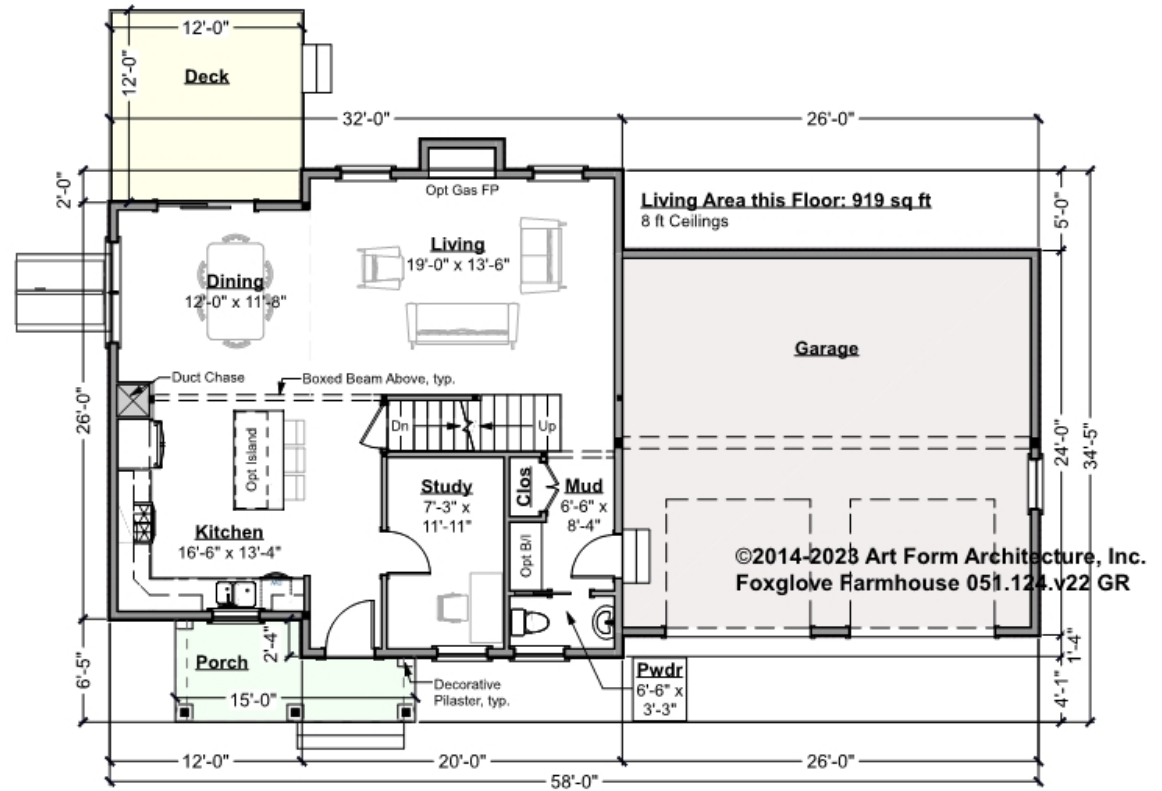 12'-0"
12'-0"
Deck
32'-0"
26'-0"
2'-0"
Opt Gas FP
Living Area this Floor: 919 sq ft
8 ft Ceilings
5'-0"
Living
19'-0" x 13'-6"
Dining
12'-0" x 11'-8"
Garage
Duct Chase
Boxed Beam Above, typ.
26'-0"
Dn
Up
24'-0"
34'-5"
Opt Island
Study
7'-3" x
11'-11"
Clos
Mud
6'-6" x
8'-4"
Kitchen
16'-6" x 13'-4"
Opt B/I
©2014-2023 Art Form Architecture, Inc.
Foxglove Farmhouse 051.124.v22 GR
2'-4"
1'-4"
6'-5"
Porch
15'-0"
Decorative
Pilaster, typ.
Pwdr
6'-6" x
3'-3"
4'-1"
12'-0"
20'-0"
26'-0"
58'-0"